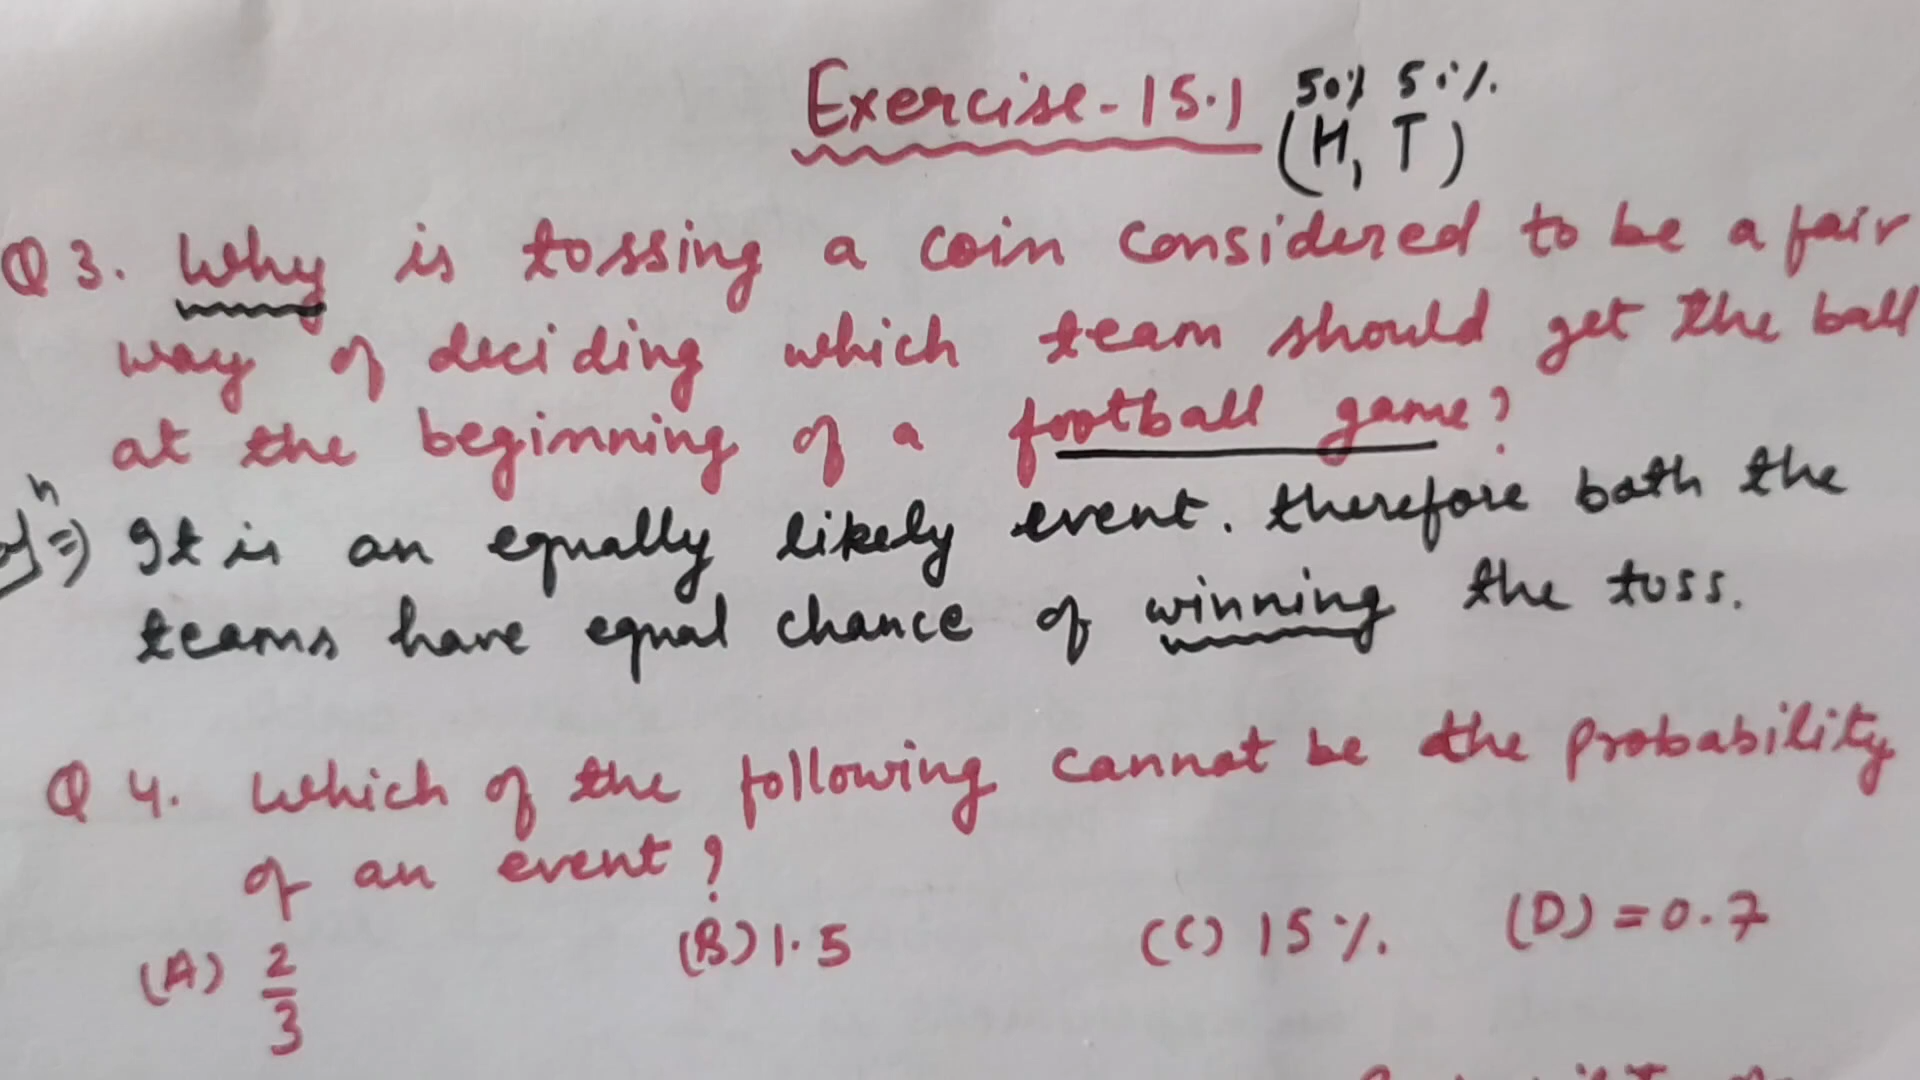 Exercise-15.1
50% 50%
(H, T)
Q 3. Why is tossing a coin considered to be a fair
way of deciding which team should get the ball
at the beginning of a football game?
=) It is an equally likely event. therefore both the
teams have equal chance of winning the toss.
Q 4. Which of the following cannot be the probability
of an event?
(A) 2/3 (B) 1.5 (C) 15%. (D) = 0.7